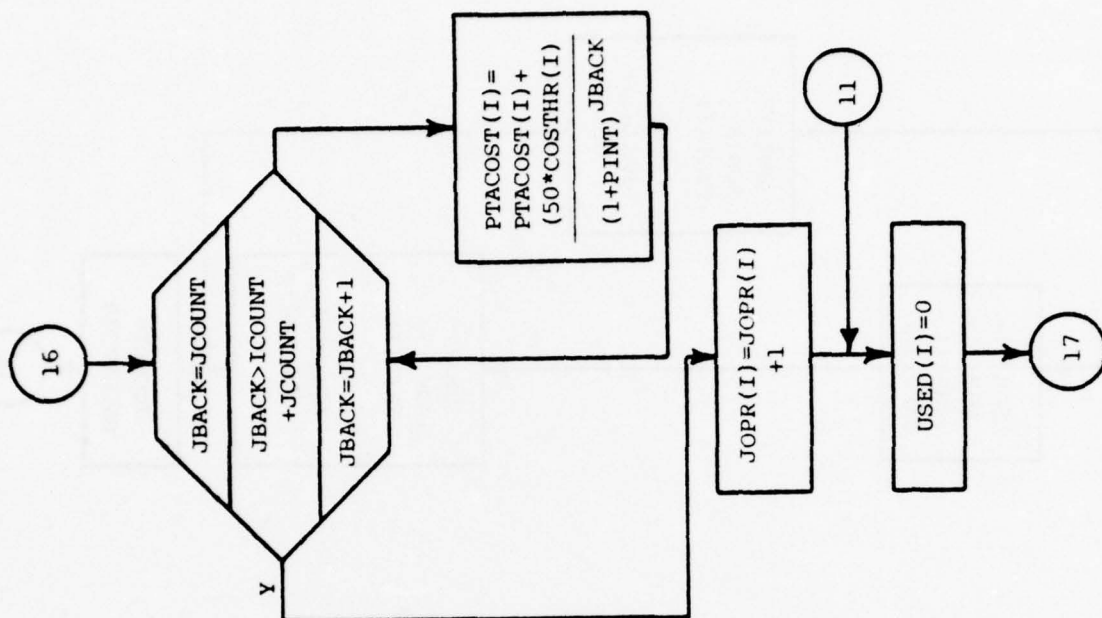 16
JBACK=JCOUNT
JBACK>ICOUNT
+JCOUNT
JBACK=JBACK+1
Y
PTACOST(I)=
PTACOST(I)+
(50*COSTHR(I)
(1+PINT)JBACK
JOPR(I)=JOPR(I)
+1
11
USED(I)=0
17